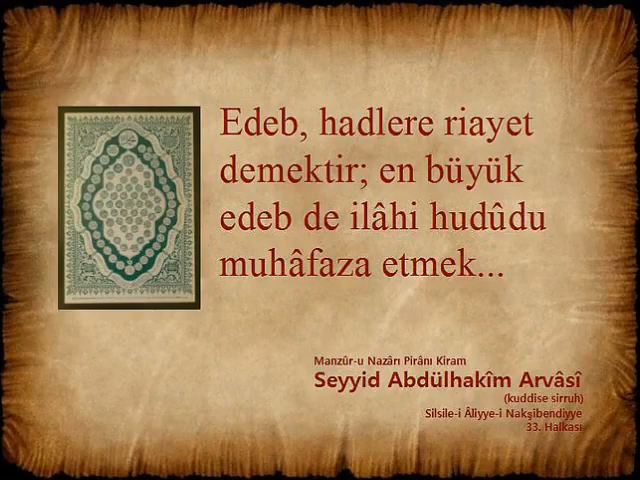 Edeb, hadlere riayet
demektir; en büyük
edeb de ilâhi hudûdu
muhâfaza etmek...
Manzûr-u Nazârı Pirânı Kiram
Seyyid Abdülhakîm Arvâsî
(kuddise sirruh)
Silsile-i Âliyye-i Nakşibendiyye
33. Halkası